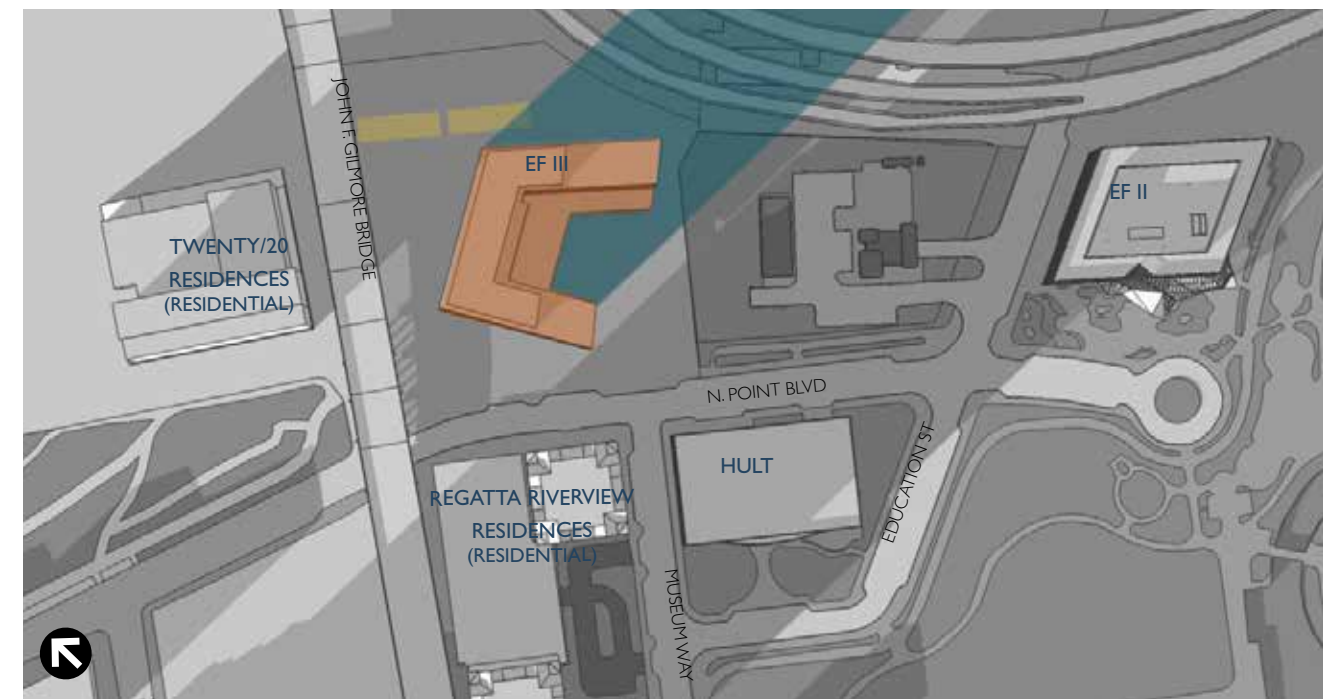 JOHN F. GILMORE BRIDGE
EF III
EF II
TWENTY/20
RESIDENCES
(RESIDENTIAL)
N. POINT BLVD
HULT
EDUCATION ST
REGATTA RIVERVIEW
RESIDENCES
(RESIDENTIAL)
MUSEUM WAY